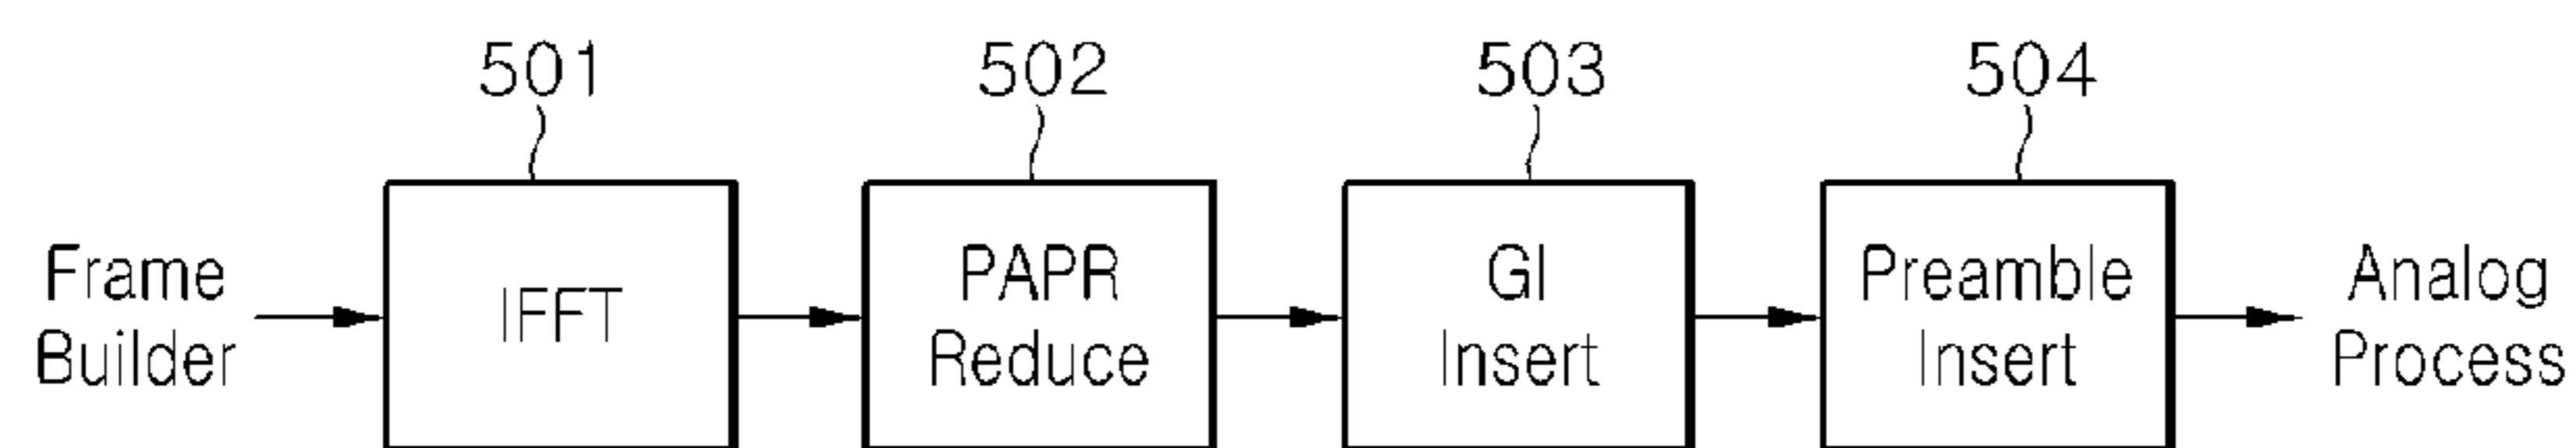 501
502
503
504
Frame
Builder
IFFT
PAPR
Reduce
GI
Insert
Preamble
Insert
Analog
Process